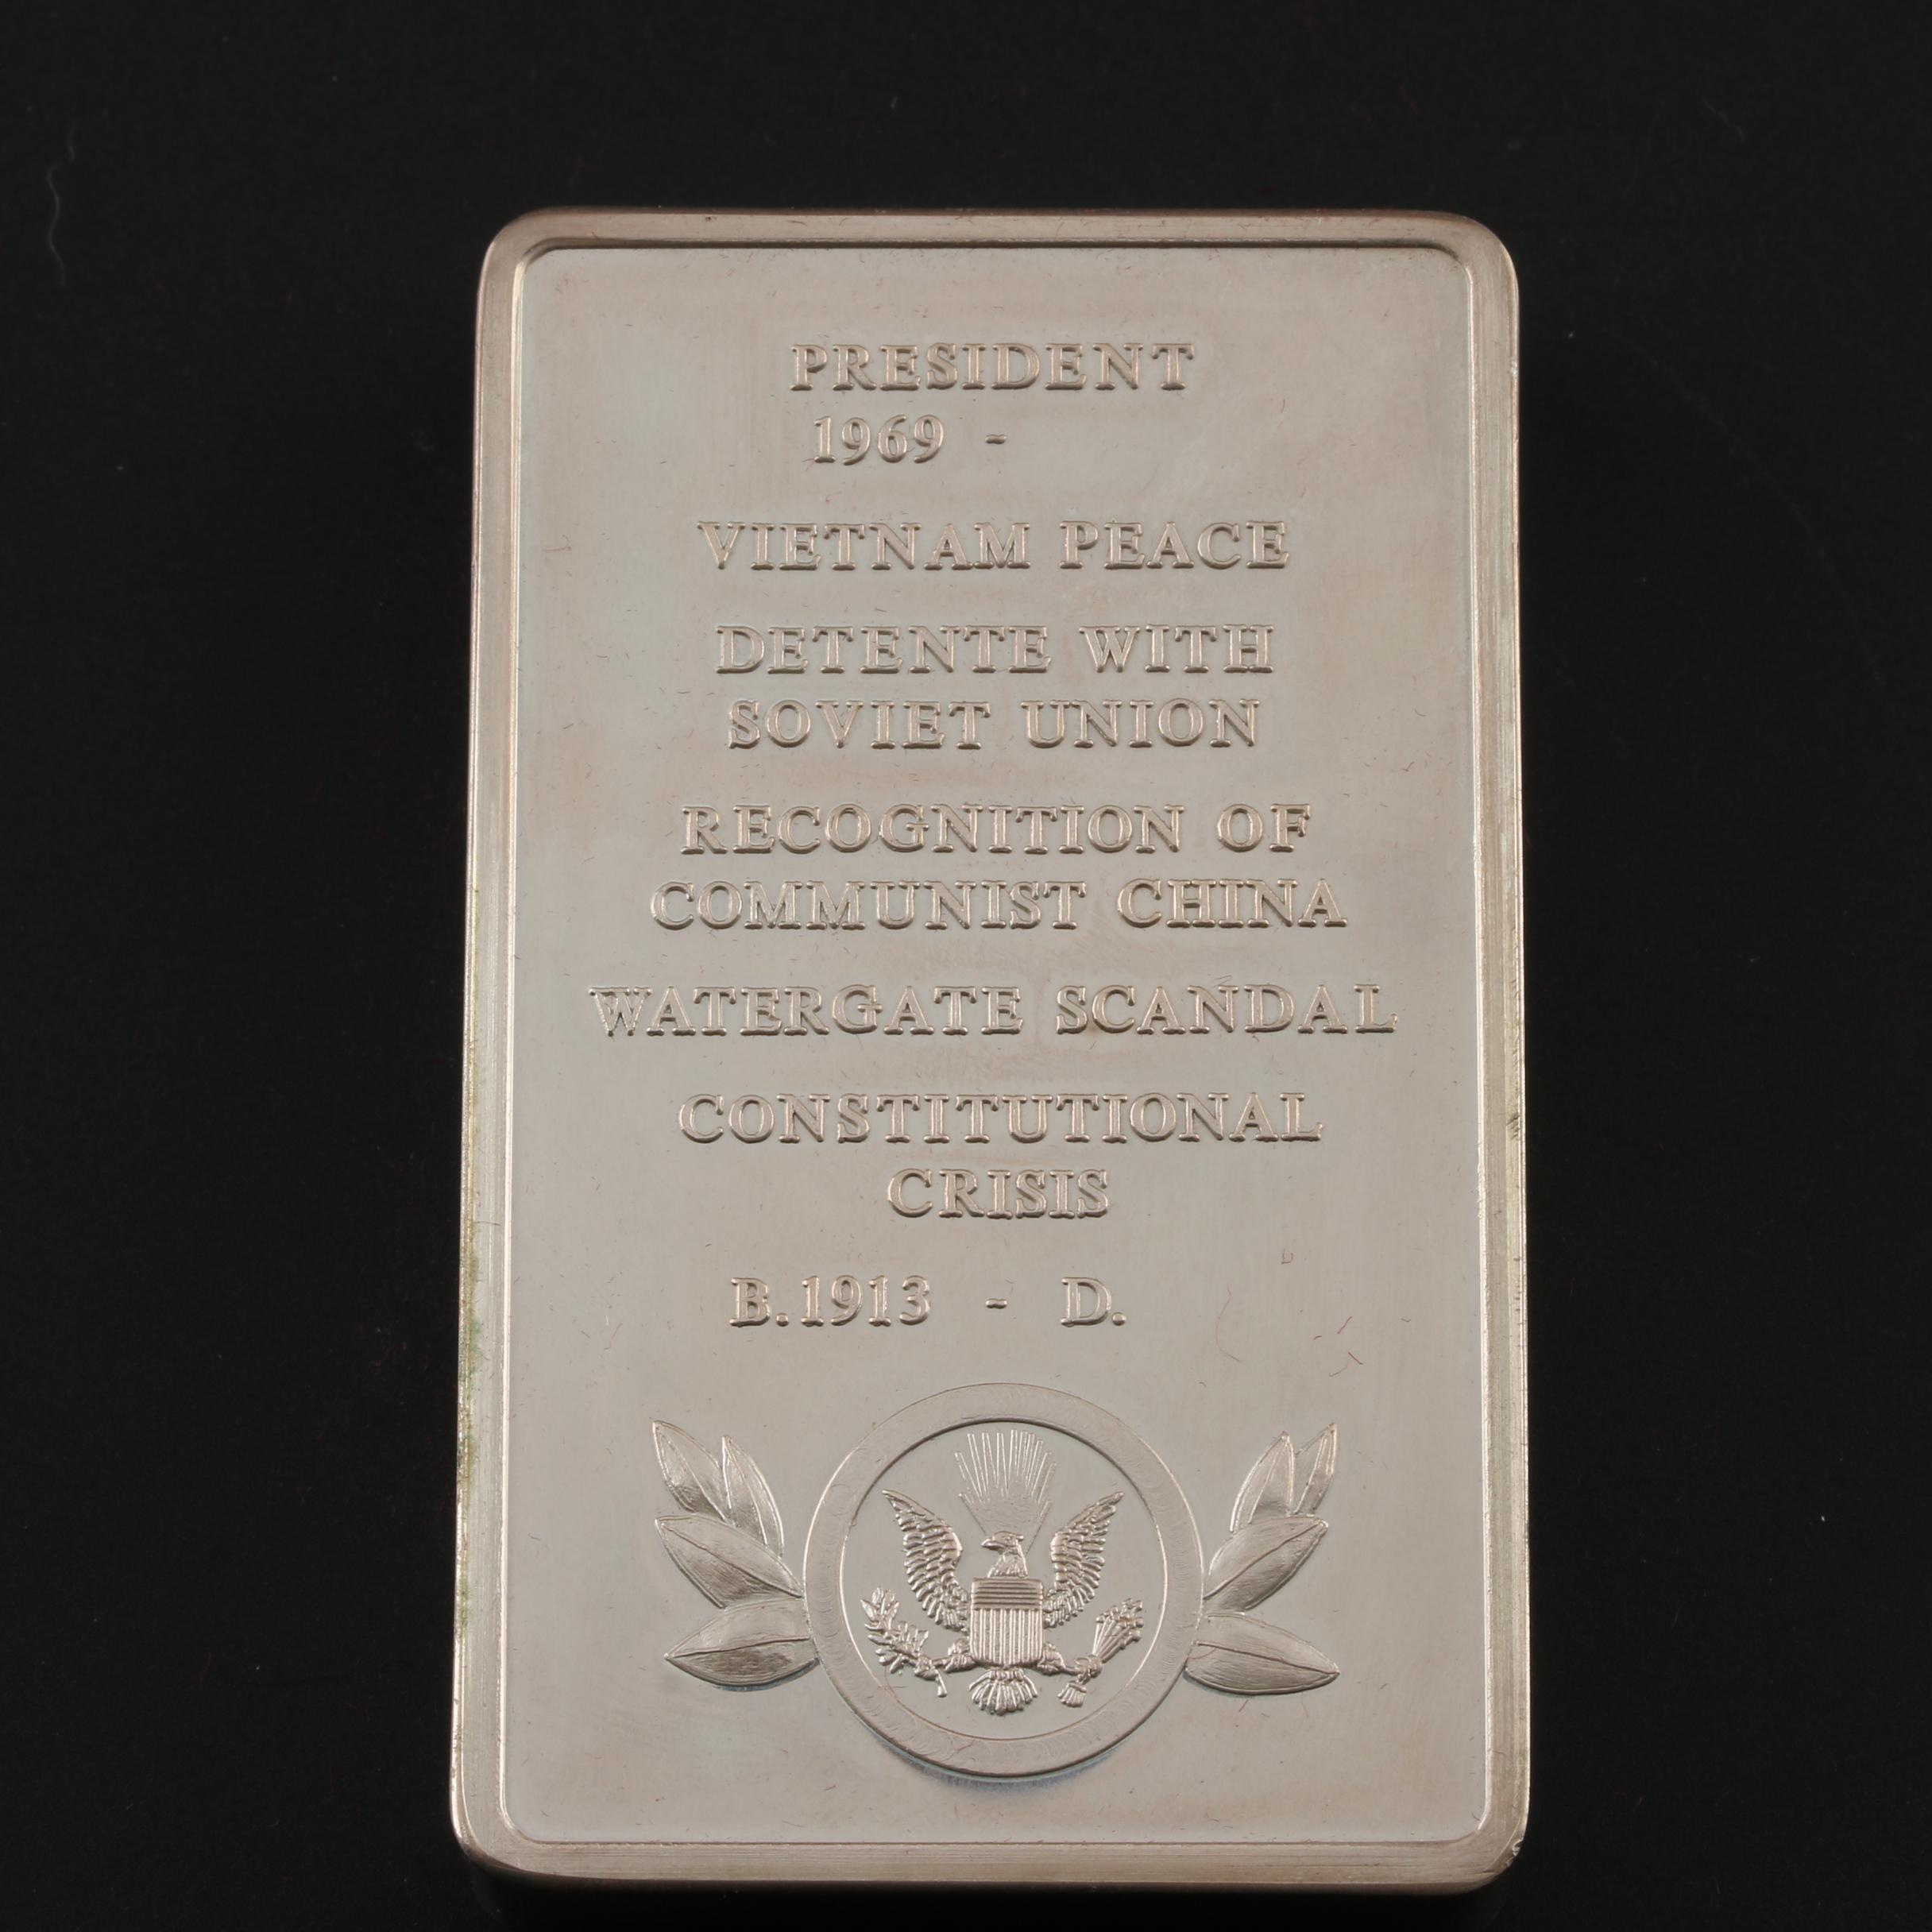 PRESIDENT
1969 -
VIETNAM PEACE
DETENTE WITH
SOVIET UNION
RECOGNITION OF
COMMUNIST CHINA
WATERGATE SCANDAL
CONSTITUTIONAL
CRISIS
B.1913 - D.